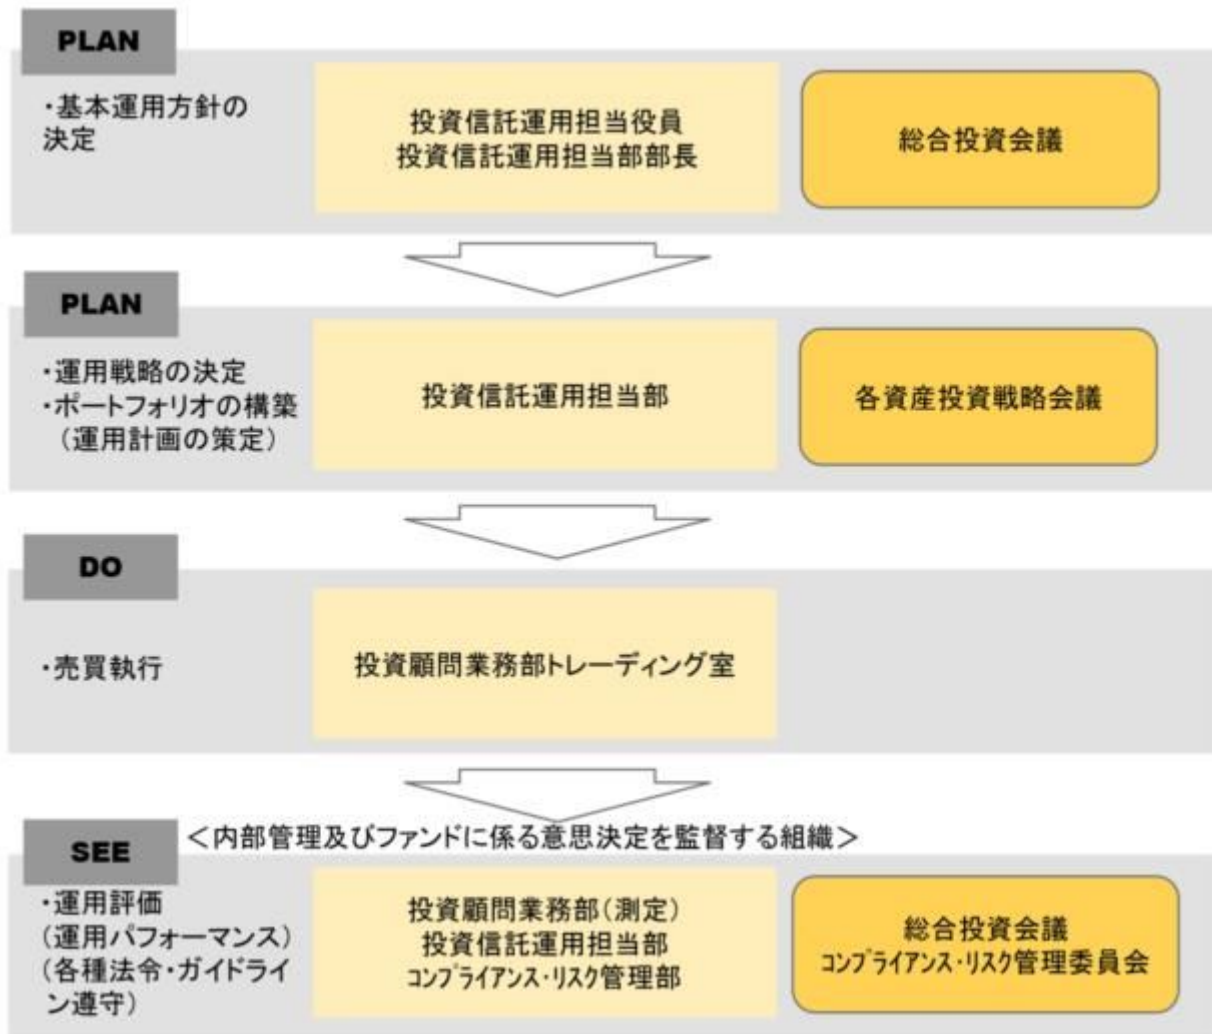 PLAN
・基本運用方針の
決定
投資信託運用担当役員
投資信託運用担当部部長
総合投資会議
PLAN
・運用戦略の決定
・ポートフォリオの構築
（運用計画の策定）
投資信託運用担当部
各資産投資戦略会議
DO
・売買執行
投資顧問業務部トレーディング室
＜内部管理及びファンドに係る意思決定を監督する組織＞
SEE
・運用評価
(運用パフォーマンス)
(各種法令・ガイドライ
ン遵守)
投資顧問業務部（測定）
投資信託運用担当部
ｺﾝﾌﾟライアンス・ﾘｽｸ管理部
総合投資会議
ｺﾝﾌﾟライアンス・ﾘｽｸ管理委員会